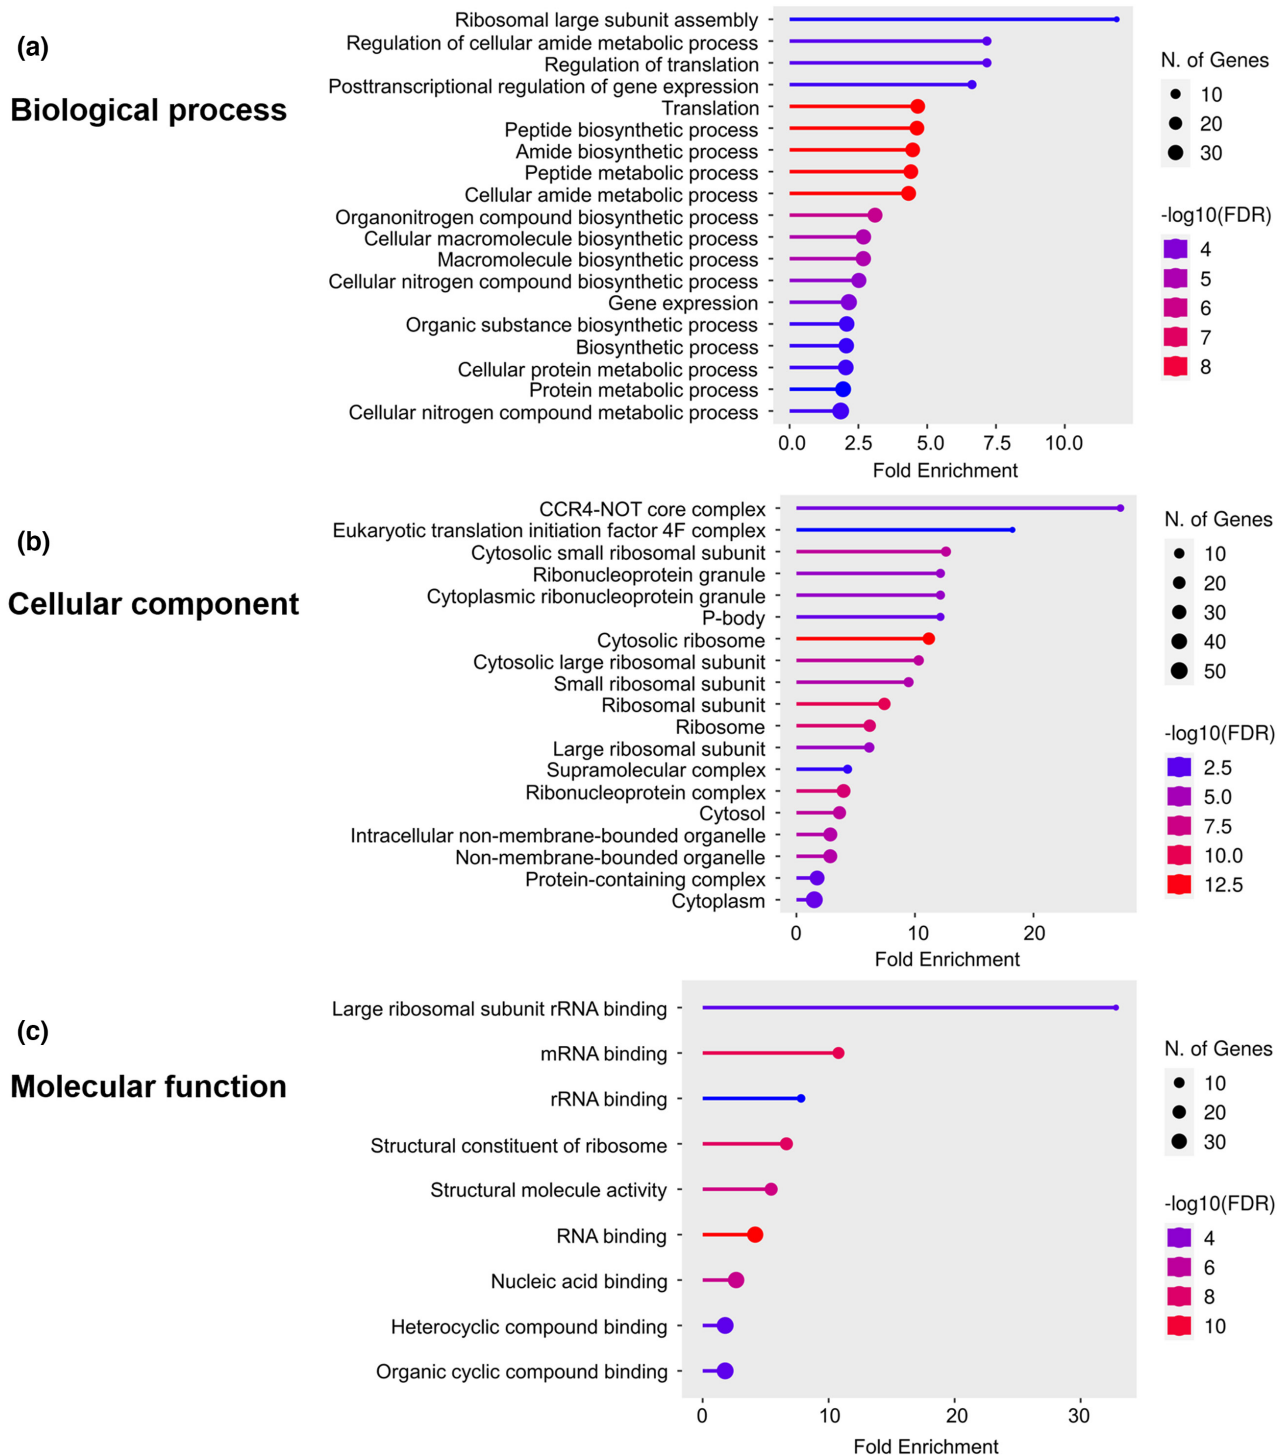 (a)
Biological process
Ribosomal large subunit assembly
Regulation of cellular amide metabolic process
Regulation of translation
Posttranscriptional regulation of gene expression
Translation
Peptide biosynthetic process
Amide biosynthetic process
Peptide metabolic process
Cellular amide metabolic process
Organonitrogen compound biosynthetic process
Cellular macromolecule biosynthetic process
Macromolecule biosynthetic process
Cellular nitrogen compound biosynthetic process
Gene expression
Organic substance biosynthetic process
Biosynthetic process
Cellular protein metabolic process
Protein metabolic process
Cellular nitrogen compound metabolic process
0.0 2.5 5.0 7.5 10.0
Fold Enrichment
N. of Genes
10
20
30
-log10(FDR)
4
5
6
7
8
(b)
Cellular component
CCR4-NOT core complex
Eukaryotic translation initiation factor 4F complex
Cytosolic small ribosomal subunit
Ribonucleoprotein granule
Cytoplasmic ribonucleoprotein granule
P-body
Cytosolic ribosome
Cytosolic large ribosomal subunit
Small ribosomal subunit
Ribosomal subunit
Ribosome
Large ribosomal subunit
Supramolecular complex
Ribonucleoprotein complex
Cytosol
Intracellular non-membrane-bounded organelle
Non-membrane-bounded organelle
Protein-containing complex
Cytoplasm
0 10 20
Fold Enrichment
N. of Genes
10
20
30
40
50
-log10(FDR)
2.5
5.0
7.5
10.0
12.5
(c)
Molecular function
Large ribosomal subunit rRNA binding
mRNA binding
rRNA binding
Structural constituent of ribosome
Structural molecule activity
RNA binding
Nucleic acid binding
Heterocyclic compound binding
Organic cyclic compound binding
0 10 20 30
Fold Enrichment
N. of Genes
10
20
30
-log10(FDR)
4
6
8
10